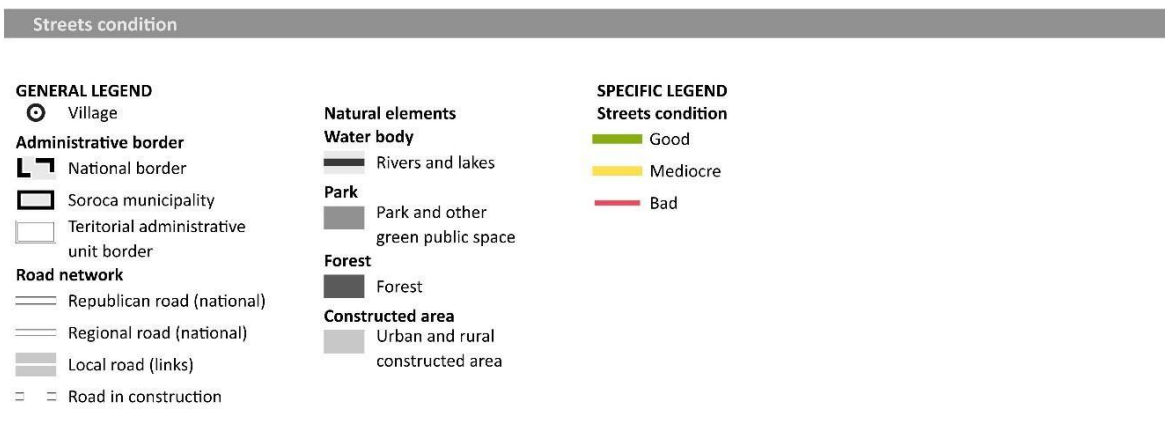 Streets condition
GENERAL LEGEND
Village
Administrative border
National border
Soroca municipality
Teritorial administrative
unit border
Road network
Republican road (national)
Regional road (national)
Local road (links)
Road in construction
Natural elements
Water body
Rivers and lakes
Park
Park and other
green public space
Forest
Forest
Constructed area
Urban and rural
constructed area
SPECIFIC LEGEND
Streets condition
Good
Mediocre
Bad